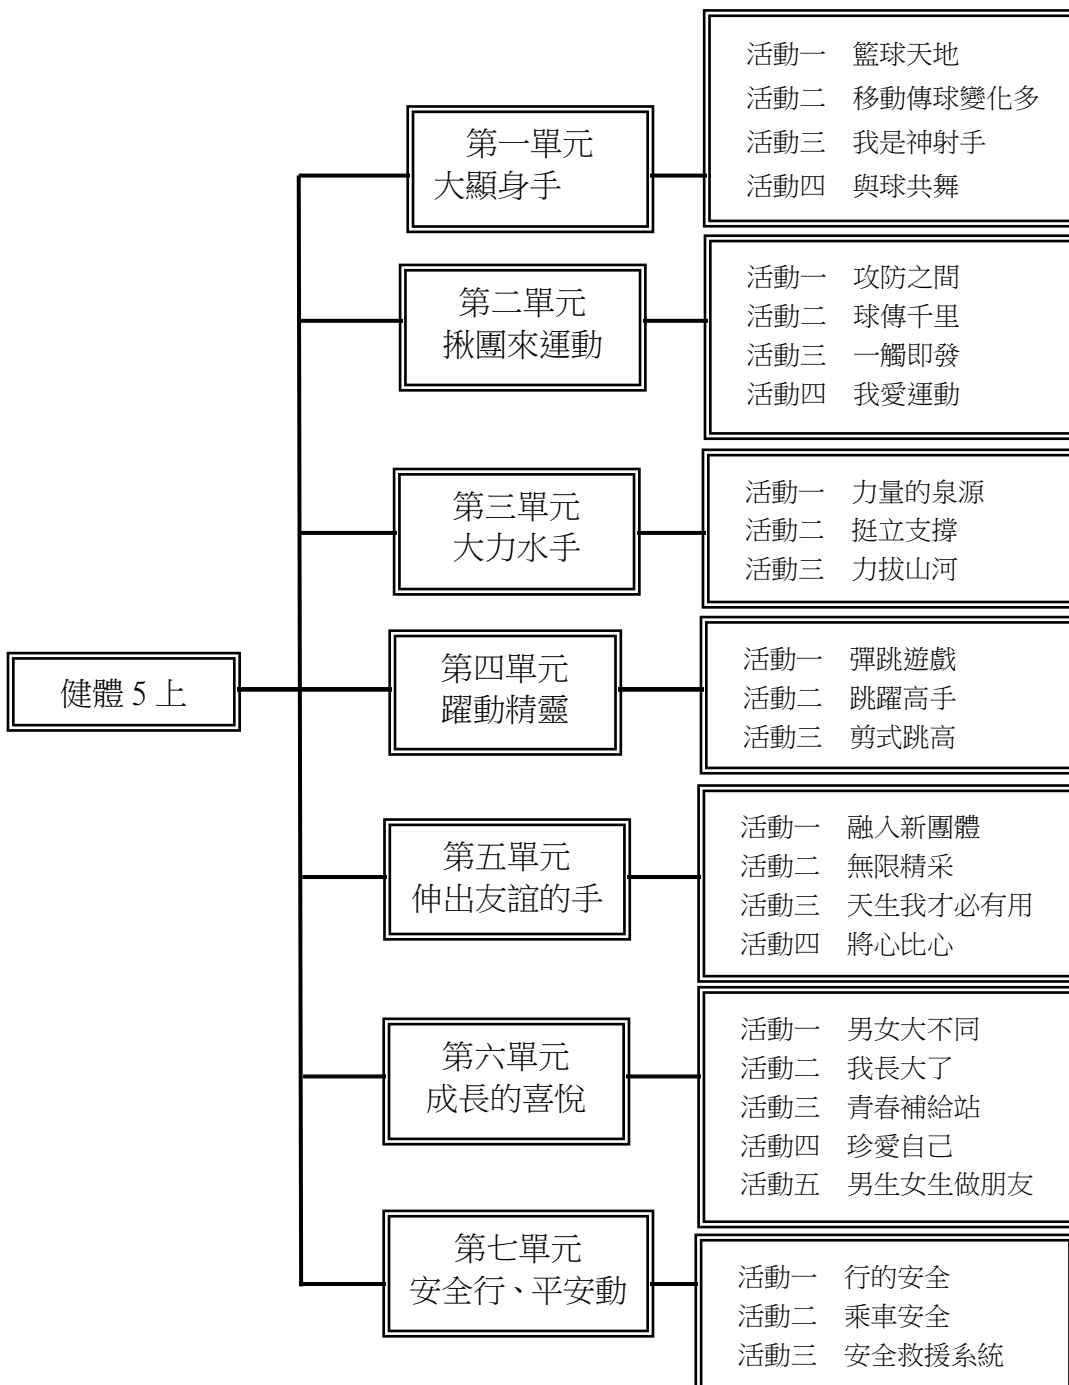 健體 5 上
第一單元
大顯身手
活動一 籃球天地
活動二 移動傳球變化多
活動三 我是神射手
活動四 與球共舞
第二單元
揪團來運動
活動一 攻防之間
活動二 球傳千里
活動三 一觸即發
活動四 我愛運動
第三單元
大力水手
活動一 力量的泉源
活動二 挺立支撐
活動三 力拔山河
第四單元
躍動精靈
活動一 彈跳遊戲
活動二 跳躍高手
活動三 剪式跳高
第五單元
伸出友誼的手
活動一 融入新團體
活動二 無限精采
活動三 天生我才必有用
活動四 將心比心
第六單元
成長的喜悅
活動一 男女大不同
活動二 我長大了
活動三 青春補給站
活動四 珍愛自己
活動五 男生女生做朋友
第七單元
安全行、平安動
活動一 行的安全
活動二 乘車安全
活動三 安全救援系統